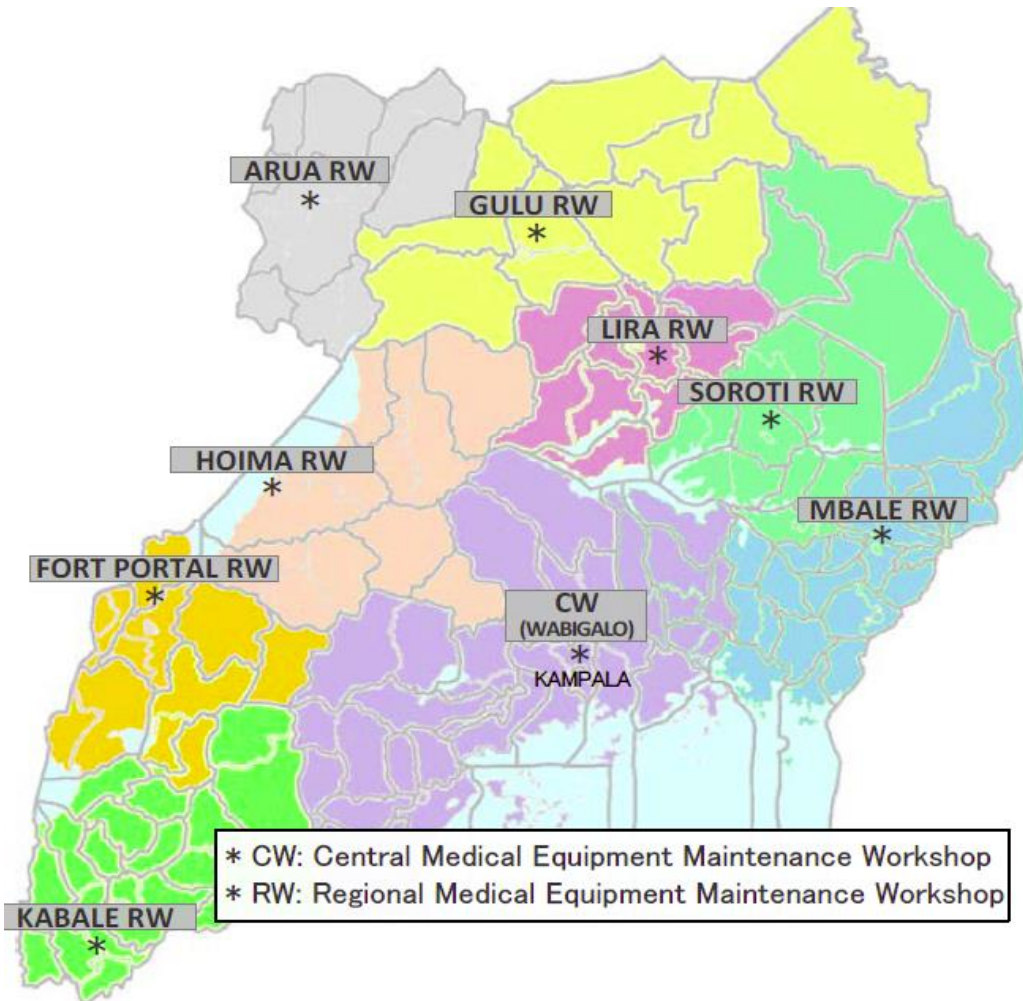 ARUA RW
*
GULU RW
*
LIRA RW
*
SOROTI RW
*
HOIMA RW
*
MBALE RW
*
FORT PORTAL RW
*
CW
(WABIGALO)
*
KAMPALA
* CW: Central Medical Equipment Maintenance Workshop
* RW: Regional Medical Equipment Maintenance Workshop
KABALE RW
*